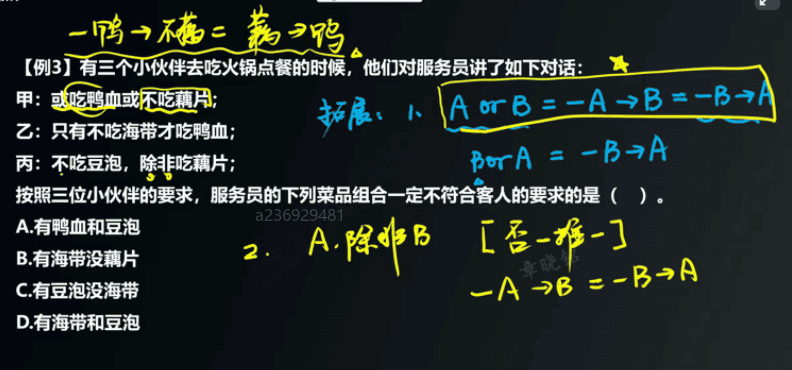 一鸭→不藕=藕→鸭
【例3】有三个小伙伴去吃火锅点餐的时候，他们对服务员讲了如下对话：
甲：或吃鸭血或不吃藕片；
乙：只有不吃海带才吃鸭血；
丙：不吃豆泡，除非吃藕片；
按照三位小伙伴的要求，服务员的下列菜品组合一定不符合客人的要求的是（ ）。
A.有鸭血和豆泡
B.有海带没藕片
C.有豆泡没海带
D.有海带和豆泡
拓展：1、A or B = -A→B = -B→A
B or A = -B→A
2. A.除非B [否一推一]
-A→B = -B→A
a236929481
章晓铭